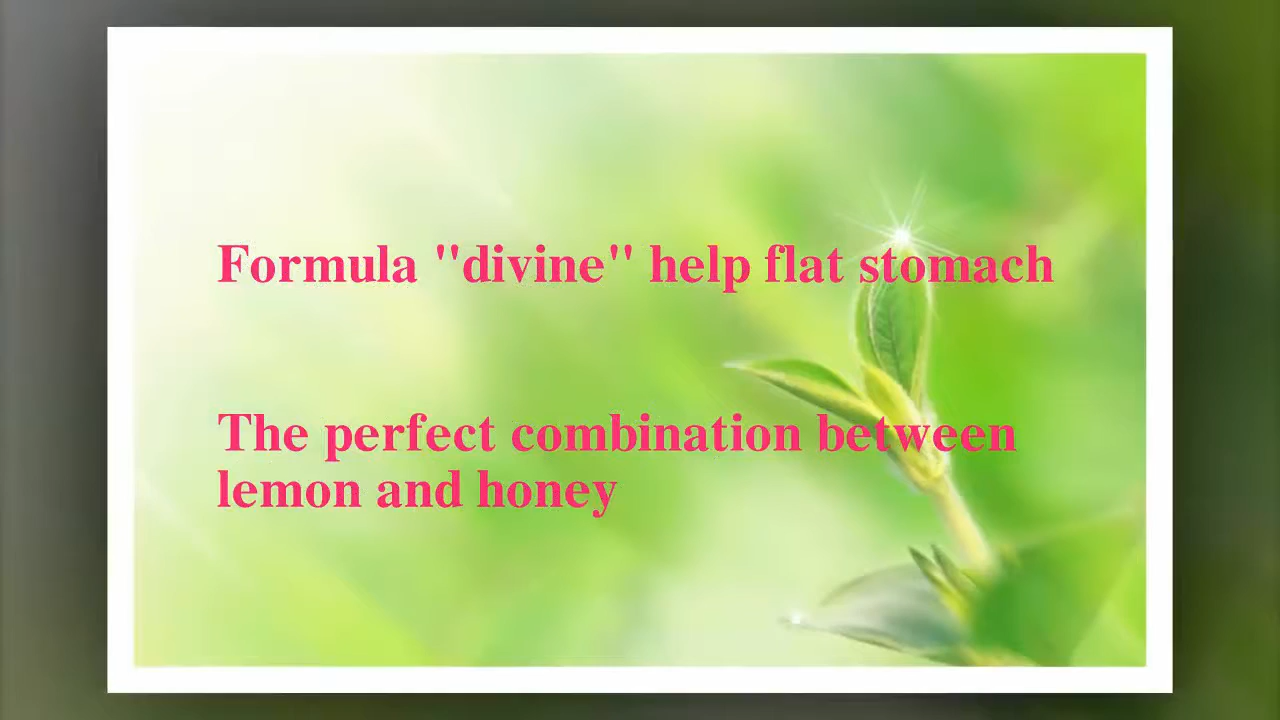 Formula "divine" help flat stomach
The perfect combination between
lemon and honey